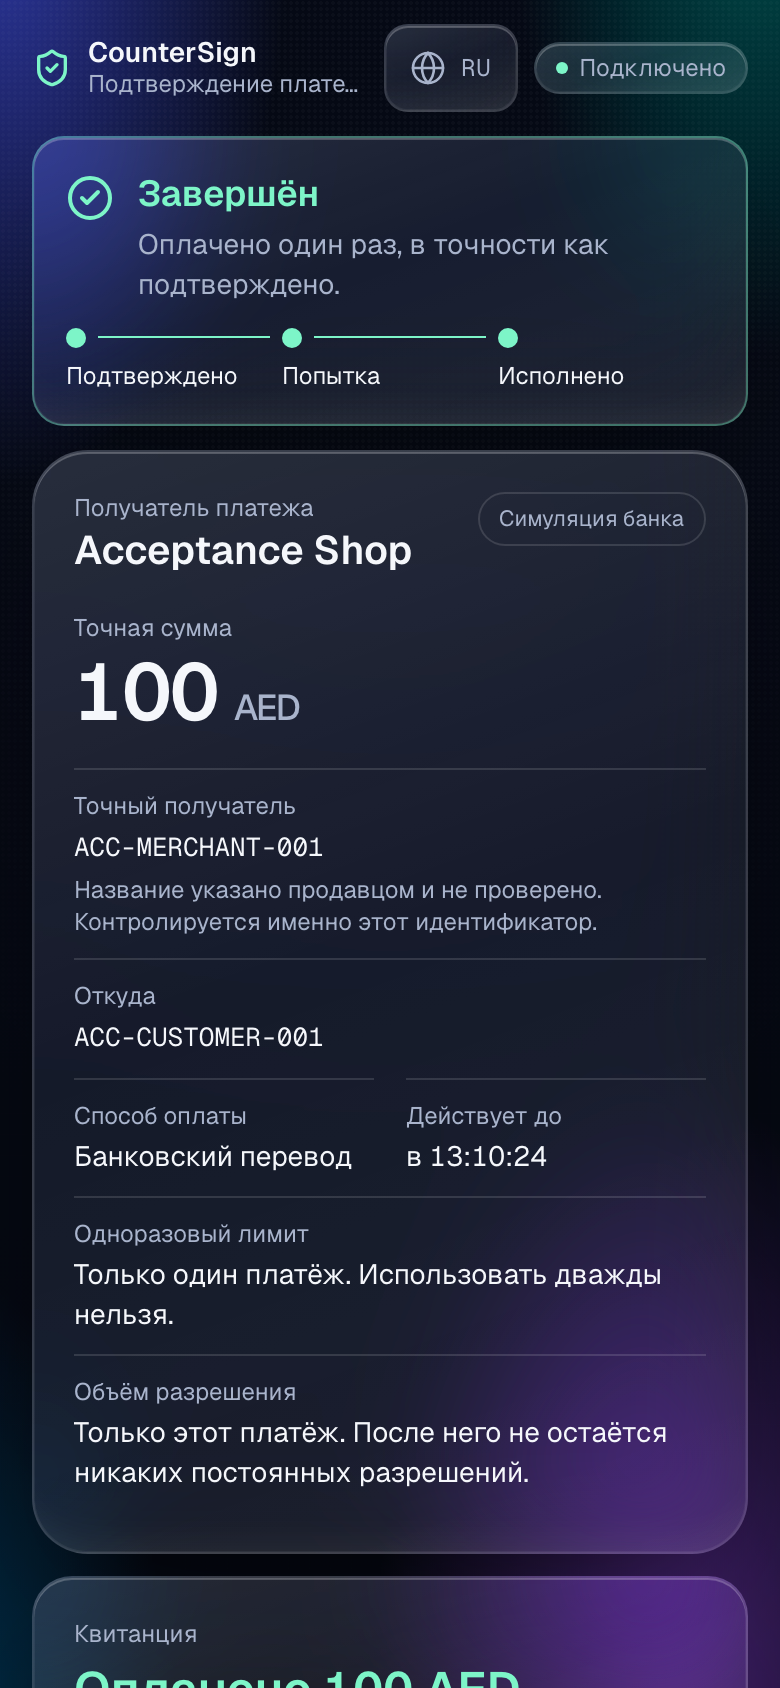 CounterSign
Подтверждение плате...
RU
Подключено
Завершён
Оплачено один раз, в точности как
подтверждено.
Подтверждено
Попытка
Исполнено
Получатель платежа
Симуляция банка
Acceptance Shop
Точная сумма
100 AED
Точный получатель
ACC-MERCHANT-001
Название указано продавцом и не проверено.
Контролируется именно этот идентификатор.
Откуда
ACC-CUSTOMER-001
Способ оплаты
Действует до
Банковский перевод
в 13:10:24
Одноразовый лимит
Только один платёж. Использовать дважды
нельзя.
Объём разрешения
Только этот платёж. После него не остаётся
никаких постоянных разрешений.
Квитанция
Оплачено 100 AED